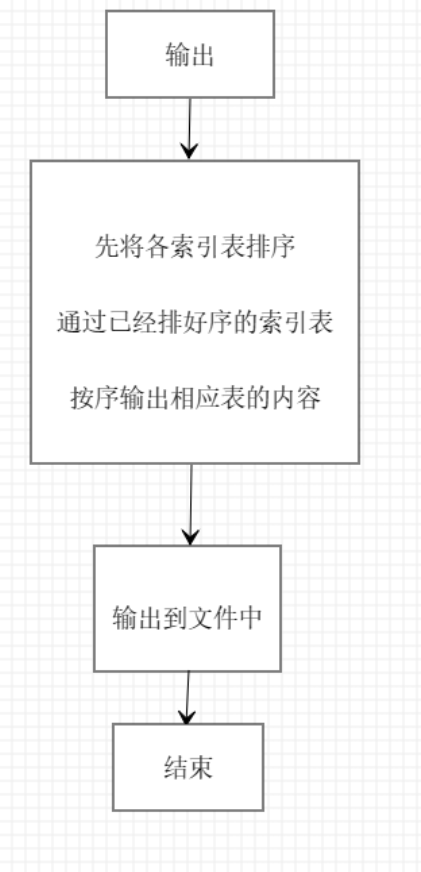 输出
先将各索引表排序
通过已经排好序的索引表
按序输出相应表的内容
输出到文件中
结束